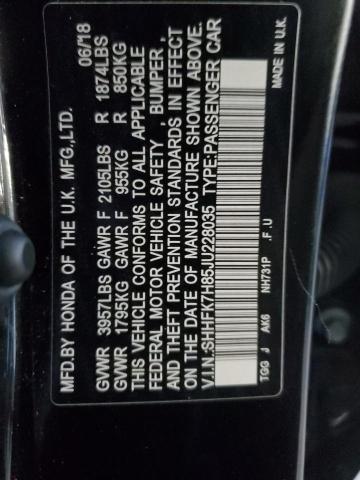 MFD.BY HONDA OF THE U.K. MFG.,LTD. 06/18
GVWR 3957LBS GAWR F 2105LBS R 1874LBS
GVWR 1795KG GAWR F 955KG R 850KG
THIS VEHICLE CONFORMS TO ALL APPLICABLE
FEDERAL MOTOR VEHICLE SAFETY , BUMPER ,
AND THEFT PREVENTION STANDARDS IN EFFECT
ON THE DATE OF MANUFACTURE SHOWN ABOVE.
V.I.N.:SHHFK7H85JU228035 TYPE:PASSENGER CAR
TGG J AK6 NH731P .F .U MADE IN U.K.